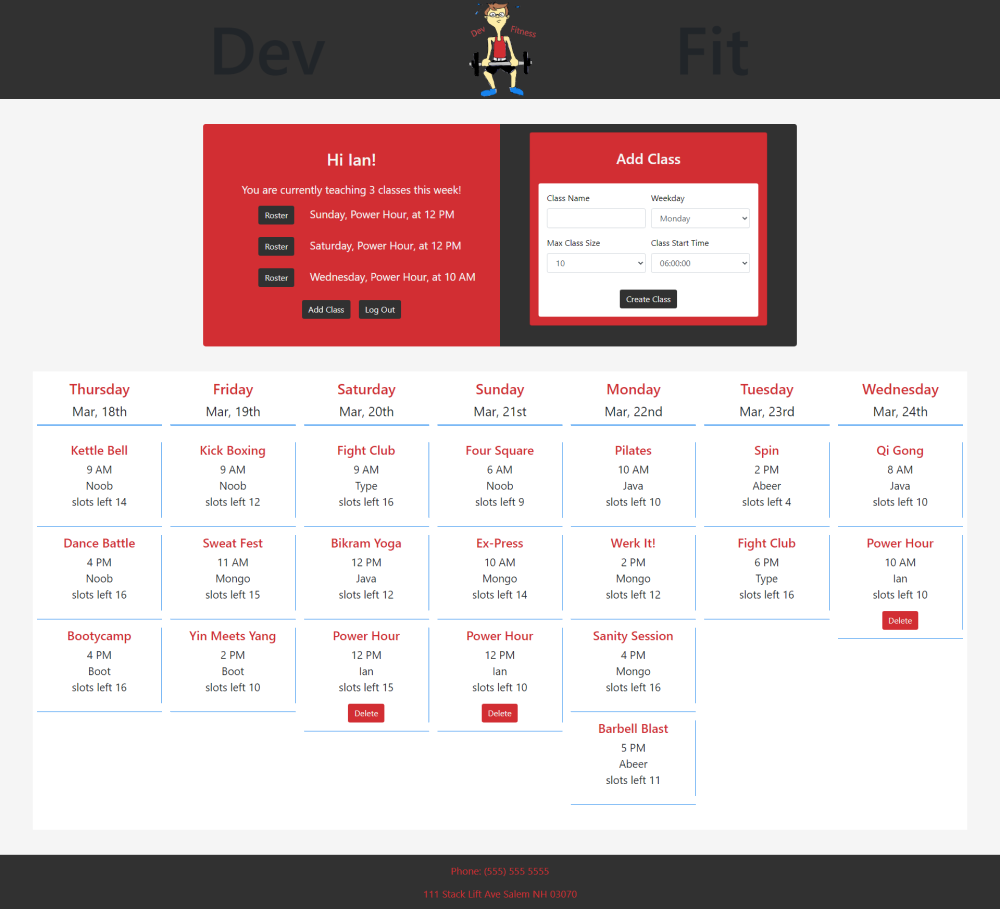 Dev
Dev Fitness
Fit
Hi Ian!
You are currently teaching 3 classes this week!
Roster Sunday, Power Hour, at 12 PM
Roster Saturday, Power Hour, at 12 PM
Roster Wednesday, Power Hour, at 10 AM
Add Class Log Out
Add Class
Class Name Weekday
Monday
Max Class Size Class Start Time
10 06:00:00
Create Class
Thursday Friday Saturday Sunday Monday Tuesday Wednesday
Mar, 18th Mar, 19th Mar, 20th Mar, 21st Mar, 22nd Mar, 23rd Mar, 24th
Kettle Bell Kick Boxing Fight Club Four Square Pilates Spin Qi Gong
9 AM 9 AM 9 AM 6 AM 10 AM 2 PM 8 AM
Noob Noob Type Noob Java Abeer Java
slots left 14 slots left 12 slots left 16 slots left 9 slots left 10 slots left 4 slots left 10
Dance Battle Sweat Fest Bikram Yoga Ex-Press Werk It! Fight Club Power Hour
4 PM 11 AM 12 PM 10 AM 2 PM 6 PM 10 AM
Noob Mongo Java Mongo Mongo Type Ian
slots left 16 slots left 15 slots left 12 slots left 14 slots left 12 slots left 16 slots left 10
Delete
Bootycamp Yin Meets Yang Power Hour Power Hour Sanity Session
4 PM 2 PM 12 PM 12 PM 4 PM
Boot Boot Ian Ian Mongo
slots left 16 slots left 10 slots left 15 slots left 10 slots left 16
Delete Delete
Barbell Blast
5 PM
Abeer
slots left 11
Phone: (555) 555 5555
111 Stack Lift Ave Salem NH 03070